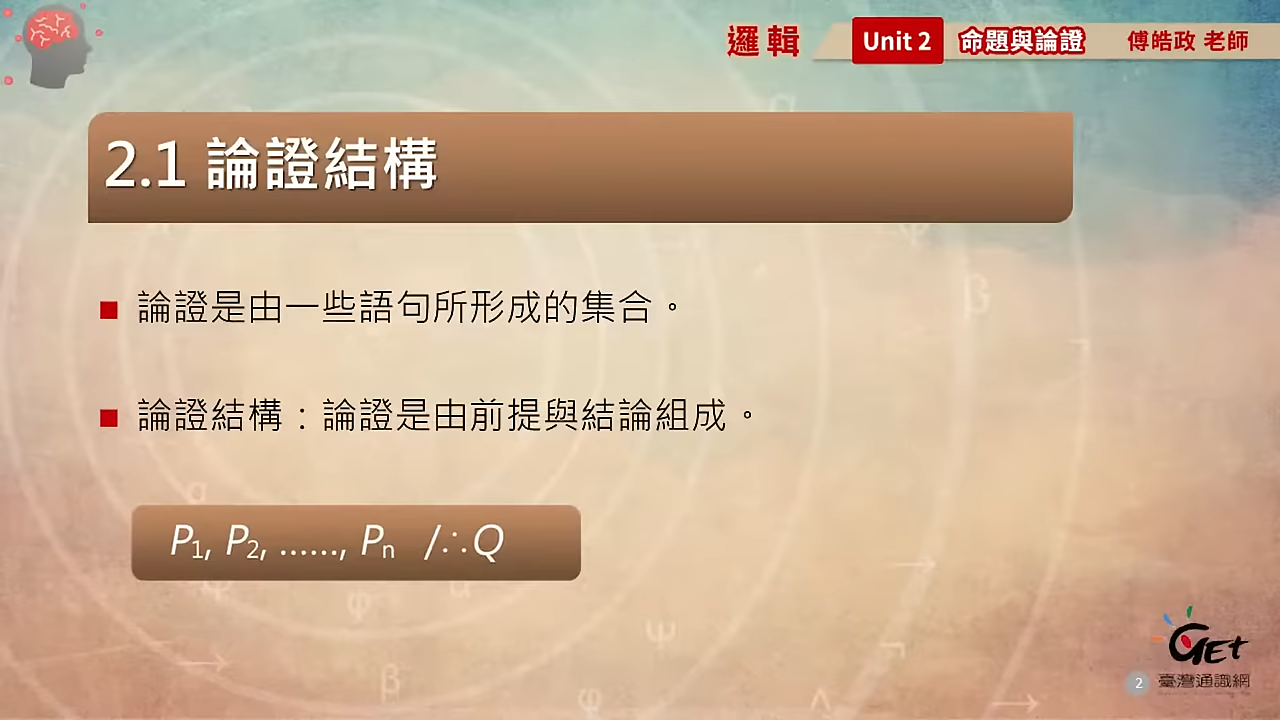 邏輯 Unit 2 命題與論證 傅皓政 老師
2.1 論證結構
論證是由一些語句所形成的集合。
論證結構：論證是由前提與結論組成。
P1, P2, ……, Pn /∴Q
GET
2 臺灣通識網